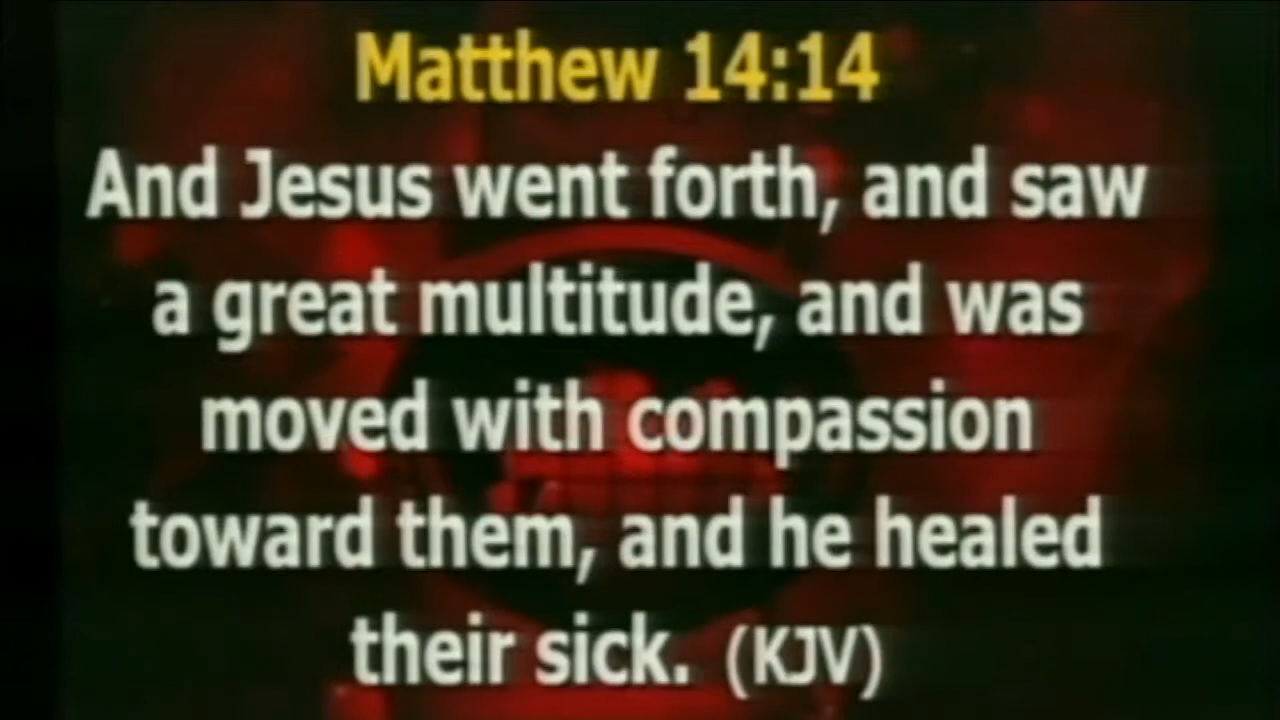 Matthew 14:14
And Jesus went forth, and saw
a great multitude, and was
moved with compassion
toward them, and he healed
their sick. (KJV)